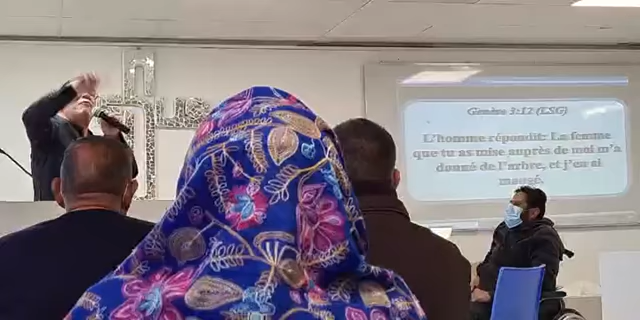 Genèse 3:12 (LSG)
L'homme répondit: La femme
que tu as mise auprès de moi m'a
donné de l'arbre, et j'en ai
mangé.